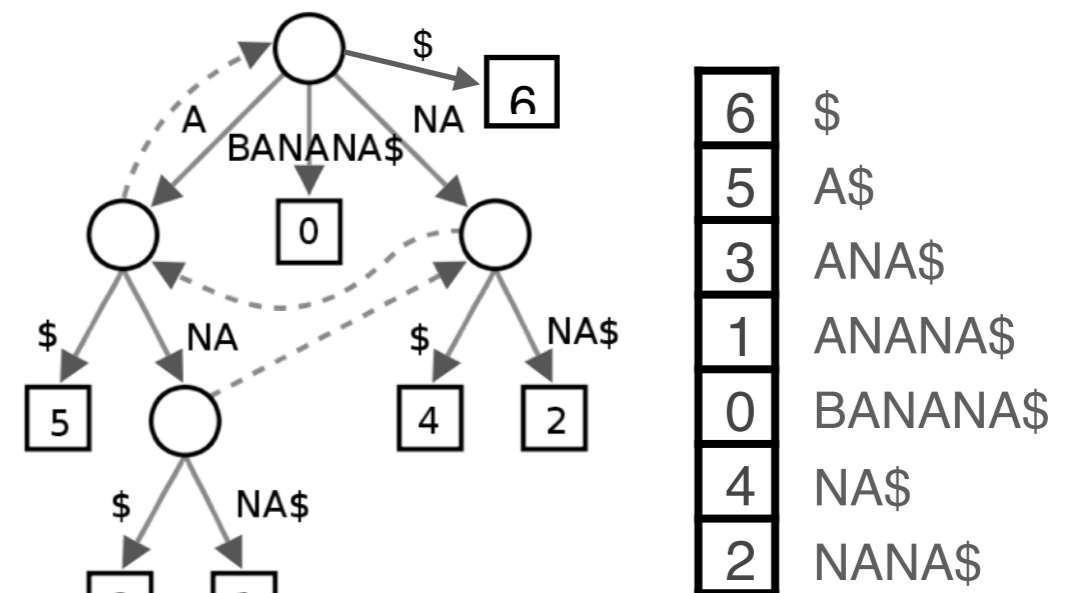 $
6
A
BANANA$
NA
0
$
NA
$
NA$
5
4
2
$
NA$
6 $
5 A$
3 ANA$
1 ANANA$
0 BANANA$
4 NA$
2 NANA$